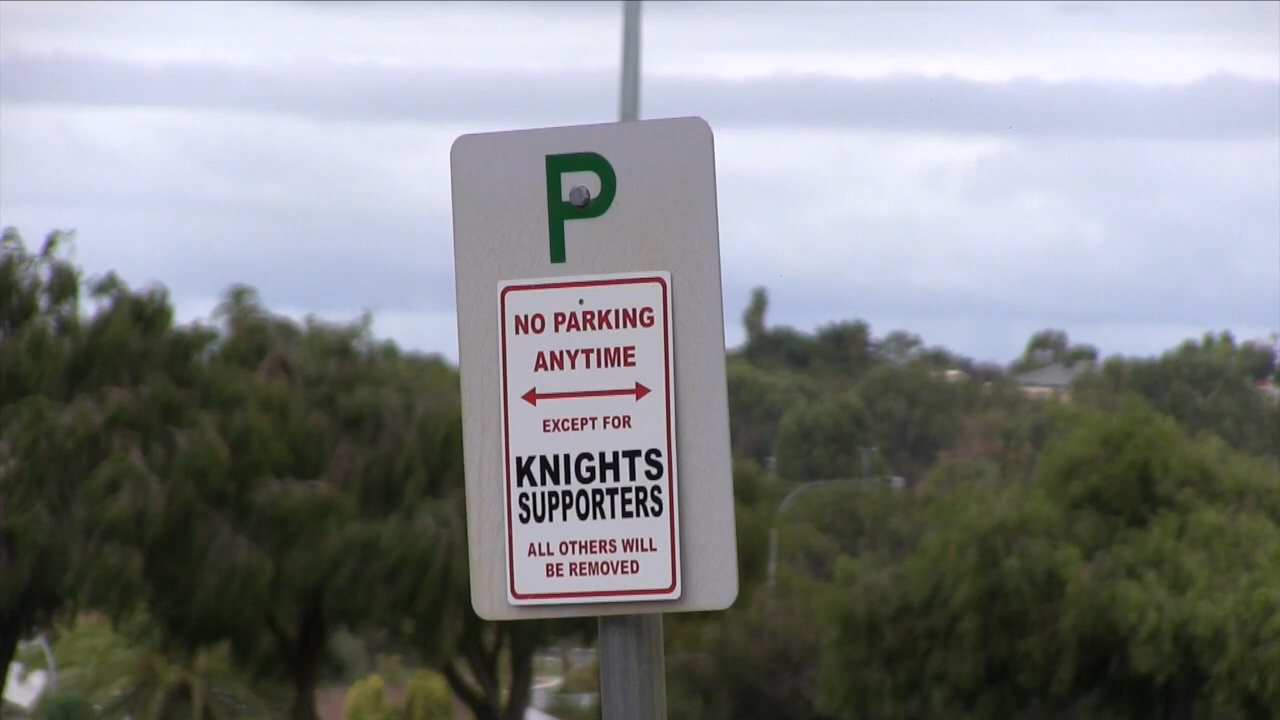 P
NO PARKING
ANYTIME
EXCEPT FOR
KNIGHTS
SUPPORTERS
ALL OTHERS WILL
BE REMOVED